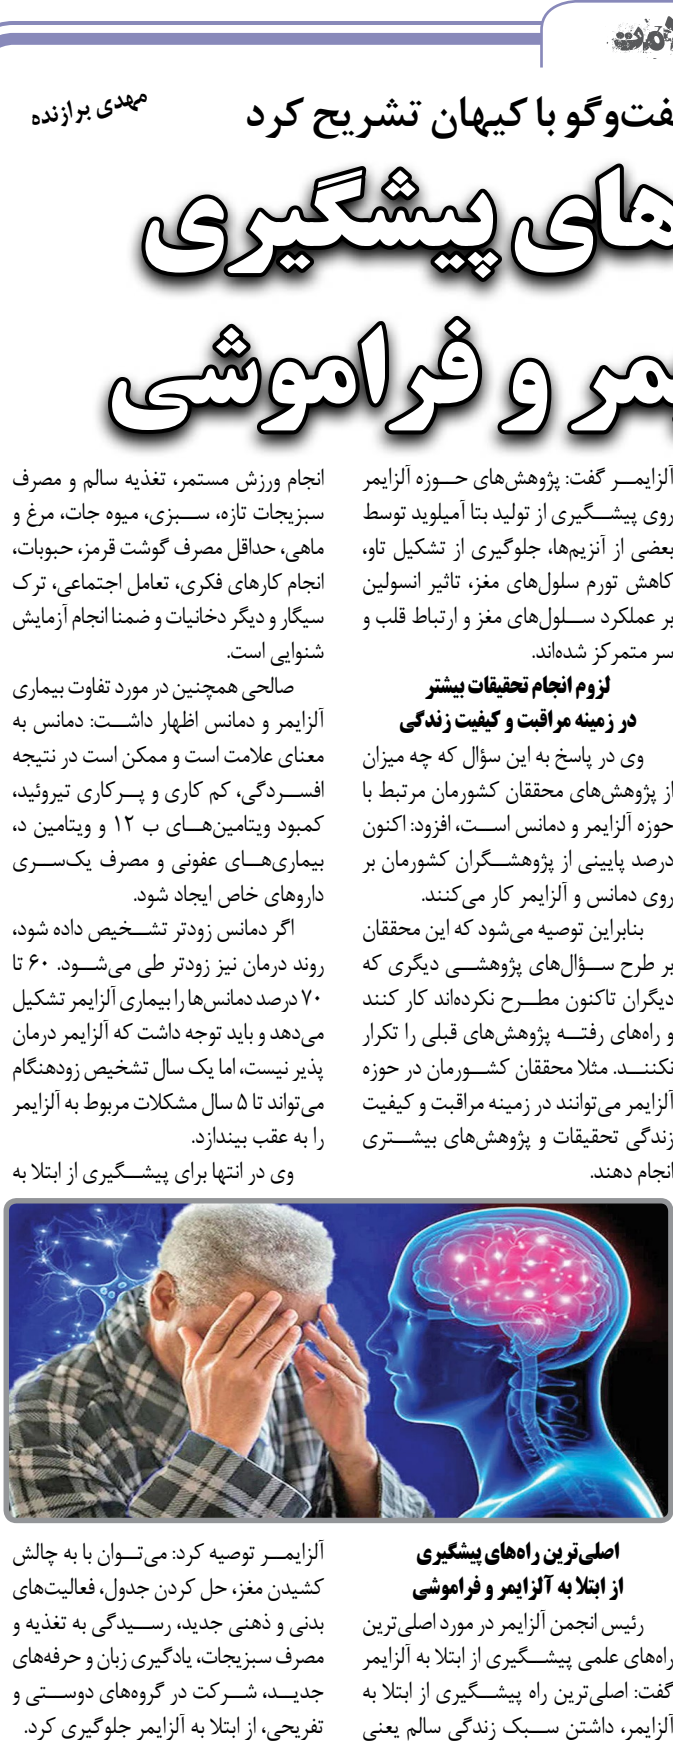 فت‌وگو با کیهان تشریح کرد
مهدی برازنده
های پیشگیری
یمر و فراموشی
آلزایمر گفت: پژوهش‌های حوزه آلزایمر
روی پیشگیری از تولید بتا آمیلوید توسط
بعضی از آنزیم‌ها، جلوگیری از تشکیل تاو،
کاهش تورم سلول‌های مغز، تاثیر انسولین
بر عملکرد سلول‌های مغز و ارتباط قلب و
سر متمرکز شده‌اند.
لزوم انجام تحقیقات بیشتر
در زمینه مراقبت و کیفیت زندگی
وی در پاسخ به این سؤال که چه میزان
از پژوهش‌های محققان کشورمان مرتبط با
حوزه آلزایمر و دمانس است، افزود: اکنون
درصد پایینی از پژوهشگران کشورمان بر
روی دمانس و آلزایمر کار می‌کنند.
بنابراین توصیه می‌شود که این محققان
بر طرح سؤال‌های پژوهشی دیگری که
دیگران تاکنون مطرح نکرده‌اند کار کنند
و راه‌های رفته پژوهش‌های قبلی را تکرار
نکنند. مثلا محققان کشورمان در حوزه
آلزایمر می‌توانند در زمینه مراقبت و کیفیت
زندگی تحقیقات و پژوهش‌های بیشتری
انجام دهند.
اصلی‌ترین راه‌های پیشگیری
از ابتلا به آلزایمر و فراموشی
رئیس انجمن آلزایمر در مورد اصلی‌ترین
راه‌های علمی پیشگیری از ابتلا به آلزایمر
گفت: اصلی‌ترین راه پیشگیری از ابتلا به
آلزایمر، داشتن سبک زندگی سالم یعنی
انجام ورزش مستمر، تغذیه سالم و مصرف
سبزیجات تازه، سبزی، میوه جات، مرغ و
ماهی، حداقل مصرف گوشت قرمز، حبوبات،
انجام کارهای فکری، تعامل اجتماعی، ترک
سیگار و دیگر دخانیات و ضمنا انجام آزمایش
شنوایی است.
صالحی همچنین در مورد تفاوت بیماری
آلزایمر و دمانس اظهار داشت: دمانس به
معنای علامت است و ممکن است در نتیجه
افسردگی، کم کاری و پرکاری تیروئید،
کمبود ویتامین‌های ب ۱۲ و ویتامین د،
بیماری‌های عفونی و مصرف یک‌سری
داروهای خاص ایجاد شود.
اگر دمانس زودتر تشخیص داده شود،
روند درمان نیز زودتر طی می‌شود. ۶۰ تا
۷۰ درصد دمانس‌ها را بیماری آلزایمر تشکیل
می‌دهد و باید توجه داشت که آلزایمر درمان
پذیر نیست، اما یک سال تشخیص زودهنگام
می‌تواند تا ۵ سال مشکلات مربوط به آلزایمر
را به عقب بیندازد.
وی در انتها برای پیشگیری از ابتلا به
آلزایمر توصیه کرد: می‌توان با به چالش
کشیدن مغز، حل کردن جدول، فعالیت‌های
بدنی و ذهنی جدید، رسیدگی به تغذیه و
مصرف سبزیجات، یادگیری زبان و حرفه‌های
جدید، شرکت در گروه‌های دوستی و
تفریحی، از ابتلا به آلزایمر جلوگیری کرد.